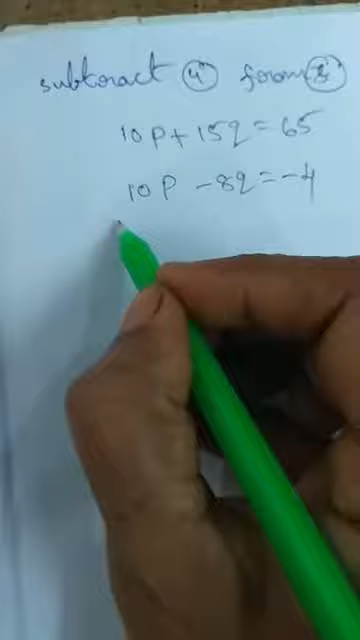 subtract ④ from ③
10p + 15q = 65
10p - 8q = -4